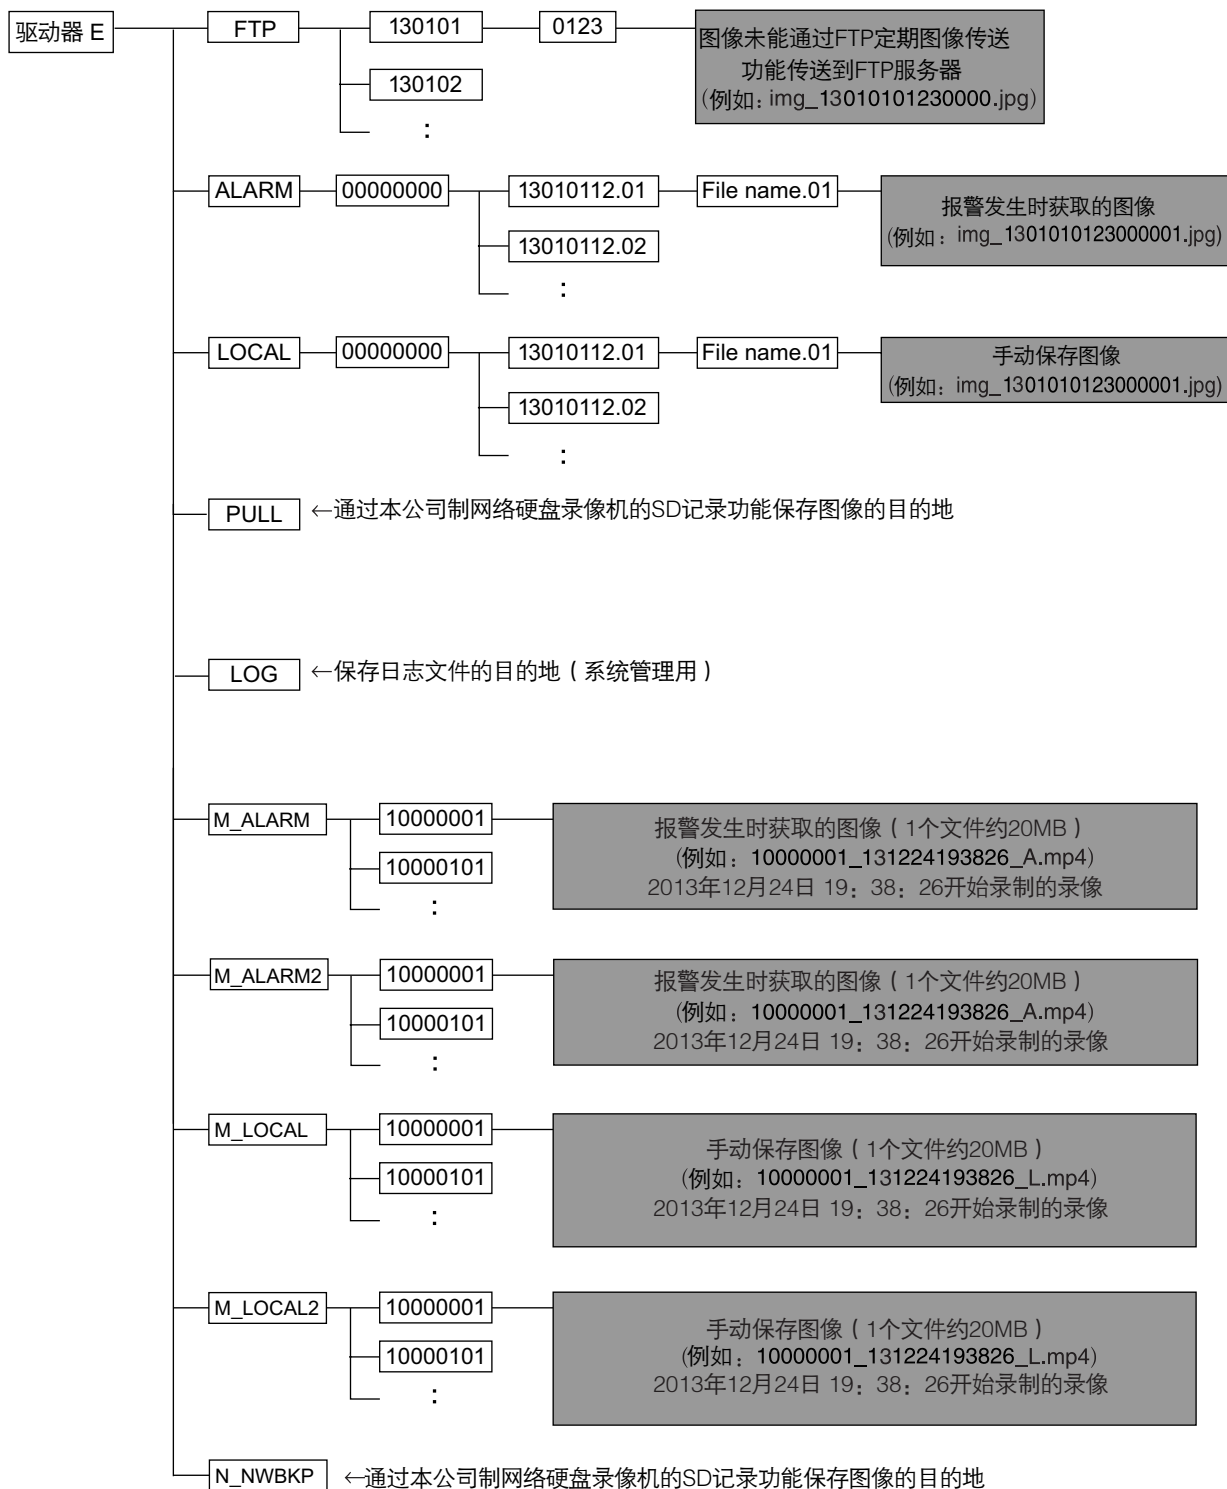 驱动器 E
FTP
130101
0123
图像未能通过FTP定期图像传送
功能传送到FTP服务器
(例如：img_13010101230000.jpg)
130102
:
ALARM
00000000
13010112.01
File name.01
报警发生时获取的图像
(例如：img_1301010123000001.jpg)
13010112.02
:
LOCAL
00000000
13010112.01
File name.01
手动保存图像
(例如：img_1301010123000001.jpg)
13010112.02
:
PULL
←通过本公司制网络硬盘录像机的SD记录功能保存图像的目的地
LOG
←保存日志文件的目的地（系统管理用）
M_ALARM
10000001
报警发生时获取的图像（1个文件约20MB）
(例如：10000001_131224193826_A.mp4)
2013年12月24日 19：38：26开始录制的录像
10000101
:
M_ALARM2
10000001
报警发生时获取的图像（1个文件约20MB）
(例如：10000001_131224193826_A.mp4)
2013年12月24日 19：38：26开始录制的录像
10000101
:
M_LOCAL
10000001
手动保存图像（1个文件约20MB）
(例如：10000001_131224193826_L.mp4)
2013年12月24日 19：38：26开始录制的录像
10000101
:
M_LOCAL2
10000001
手动保存图像（1个文件约20MB）
(例如：10000001_131224193826_L.mp4)
2013年12月24日 19：38：26开始录制的录像
10000101
:
N_NWBKP
←通过本公司制网络硬盘录像机的SD记录功能保存图像的目的地